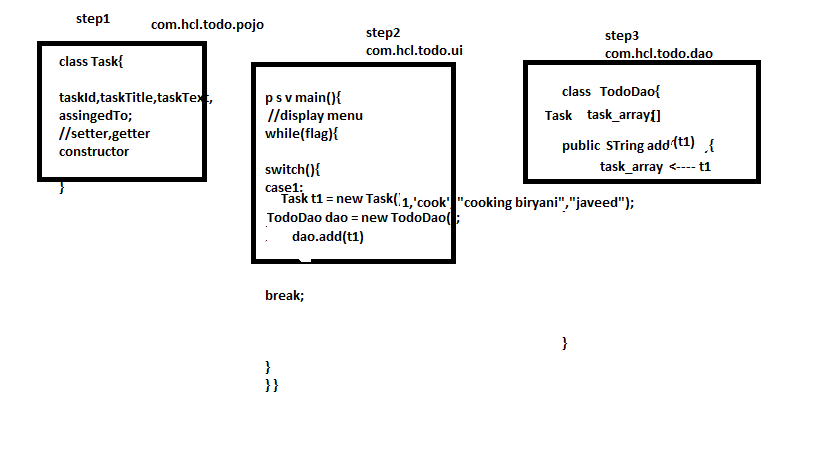 step1
com.hcl.todo.pojo
class Task{
taskId,taskTitle,taskText,
assingedTo;
//setter,getter
constructor
}
step2
com.hcl.todo.ui
p s v main(){
//display menu
while(flag){
switch(){
case1:
Task t1 = new Task(1,'cook',"cooking biryani","javeed");
TodoDao dao = new TodoDao();
dao.add(t1)
break;
}
} }
step3
com.hcl.todo.dao
class TodoDao{
Task task_array[]
public STring add(t1) {
task_array <---- t1
}